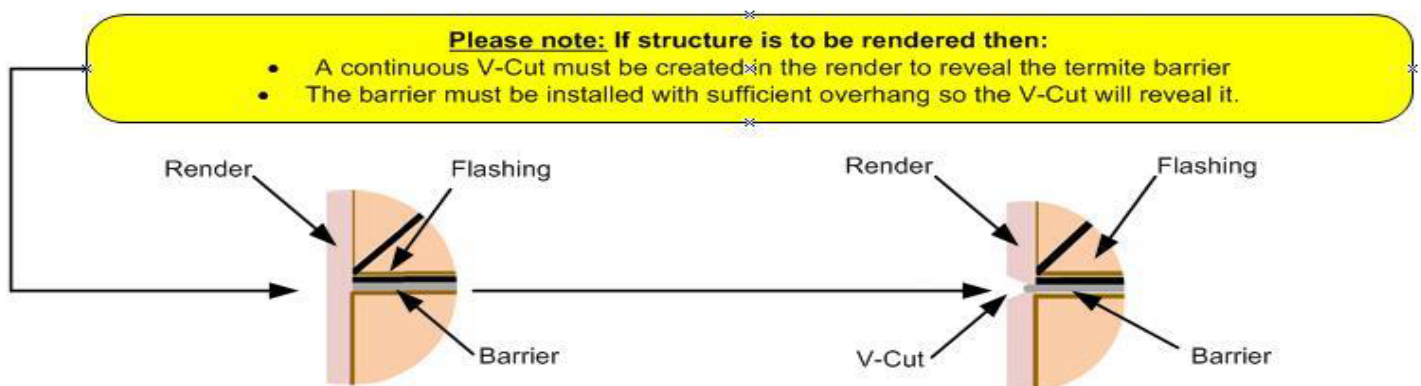 Please note: If structure is to be rendered then:
• A continuous V-Cut must be created in the render to reveal the termite barrier
• The barrier must be installed with sufficient overhang so the V-Cut will reveal it.
Render
Flashing
Render
Flashing
Barrier
V-Cut
Barrier